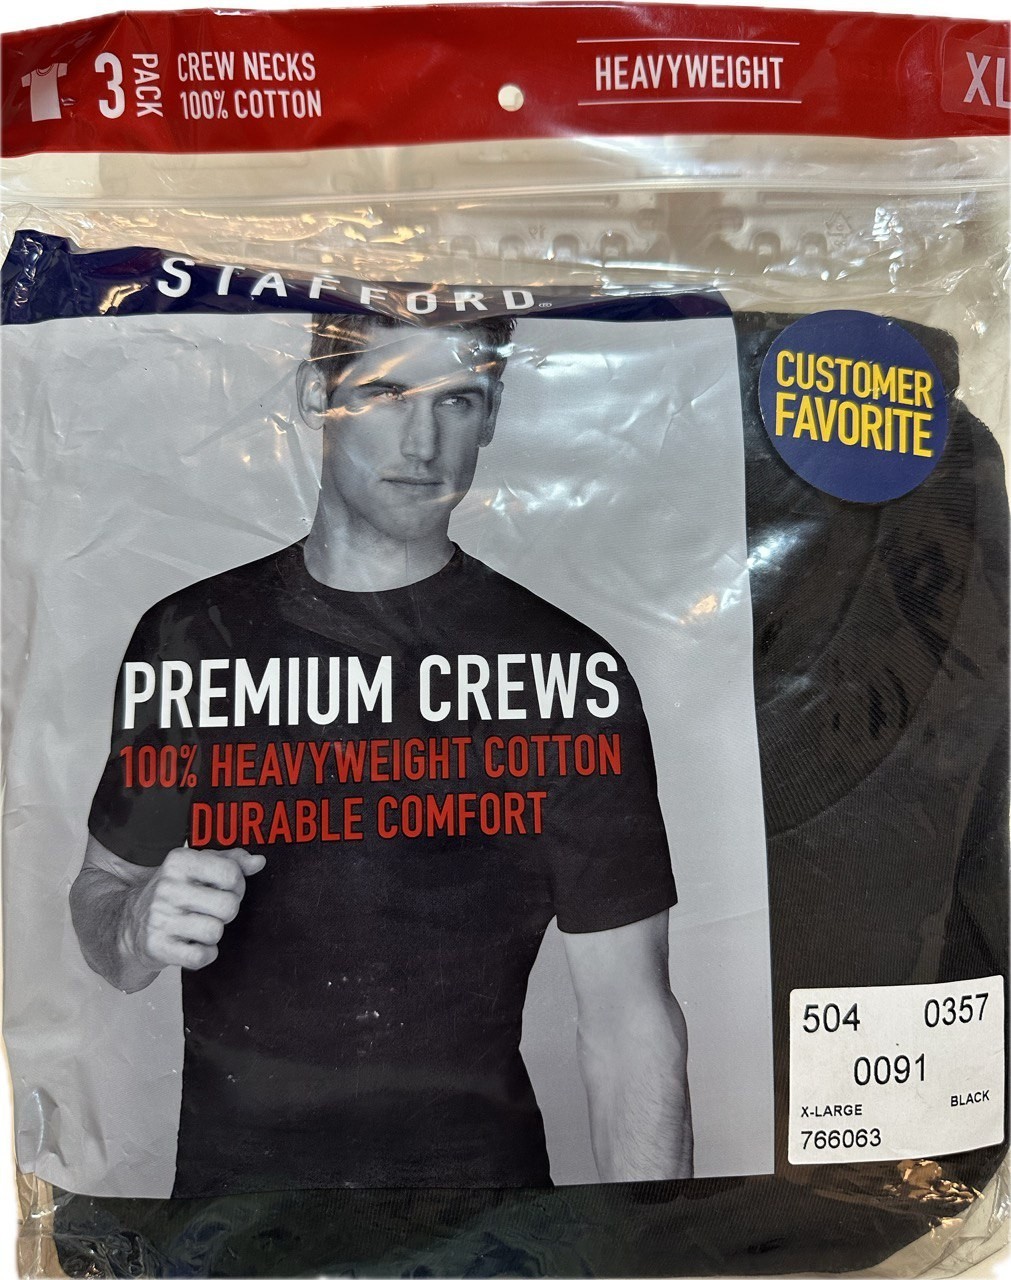 3 PACK
CREW NECKS
100% COTTON
HEAVYWEIGHT
XL
STAFFORD®
CUSTOMER
FAVORITE
PREMIUM CREWS
100% HEAVYWEIGHT COTTON
DURABLE COMFORT
504 0357
0091
X-LARGE BLACK
766063